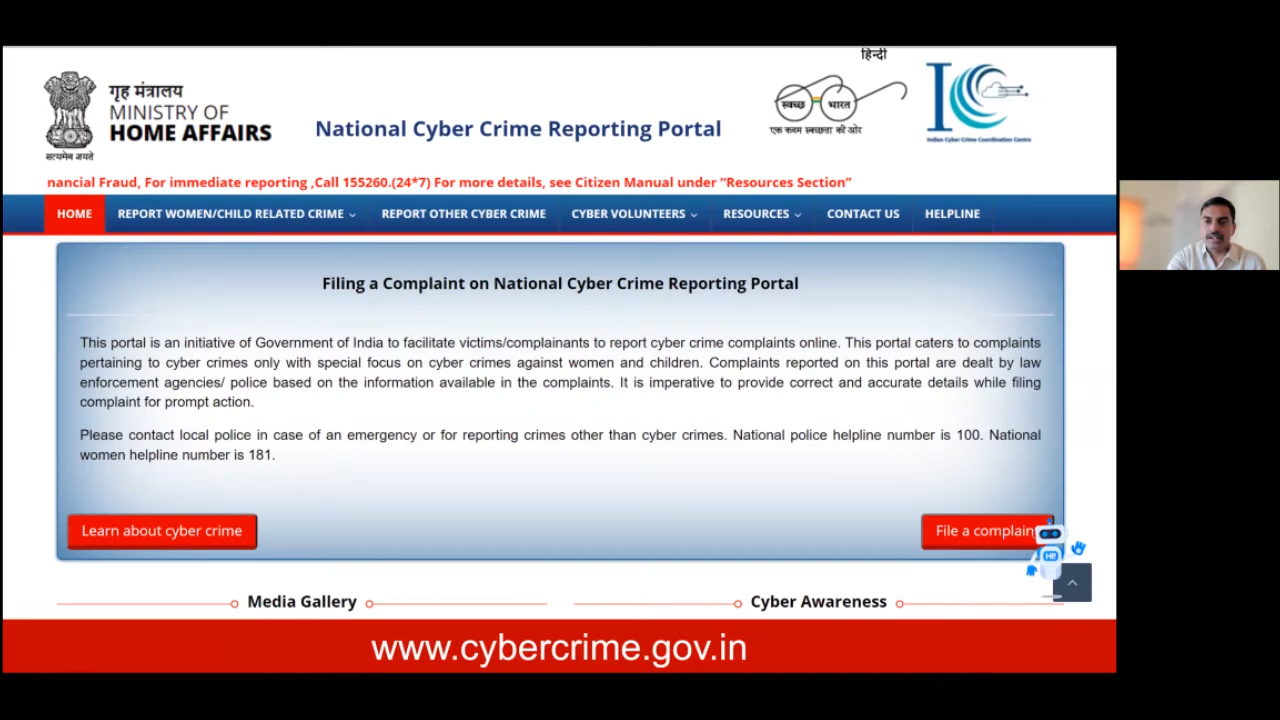 हिन्दी
गृह मंत्रालय
MINISTRY OF
HOME AFFAIRS
सत्यमेव जयते
National Cyber Crime Reporting Portal
स्वच्छ भारत
एक कदम स्वच्छता की ओर
Indian Cyber Crime Coordination Centre
nancial Fraud, For immediate reporting ,Call 155260.(24*7) For more details, see Citizen Manual under “Resources Section”
HOME REPORT WOMEN/CHILD RELATED CRIME REPORT OTHER CYBER CRIME CYBER VOLUNTEERS RESOURCES CONTACT US HELPLINE
Filing a Complaint on National Cyber Crime Reporting Portal
This portal is an initiative of Government of India to facilitate victims/complainants to report cyber crime complaints online. This portal caters to complaints
pertaining to cyber crimes only with special focus on cyber crimes against women and children. Complaints reported on this portal are dealt by law
enforcement agencies/ police based on the information available in the complaints. It is imperative to provide correct and accurate details while filing
complaint for prompt action.
Please contact local police in case of an emergency or for reporting crimes other than cyber crimes. National police helpline number is 100. National
women helpline number is 181.
Learn about cyber crime
File a complain
HI!
Media Gallery
Cyber Awareness
www.cybercrime.gov.in